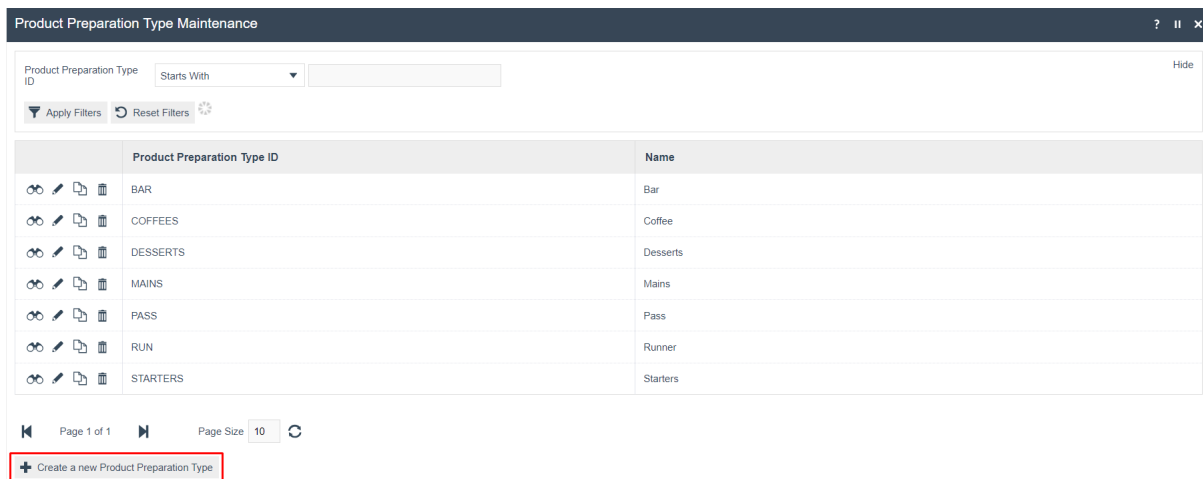 Product Preparation Type Maintenance ? II X
Product Preparation Type
ID
Starts With
Hide
Apply Filters Reset Filters
Product Preparation Type ID Name
BAR Bar
COFFEES Coffee
DESSERTS Desserts
MAINS Mains
PASS Pass
RUN Runner
STARTERS Starters
Page 1 of 1 Page Size 10
Create a new Product Preparation Type